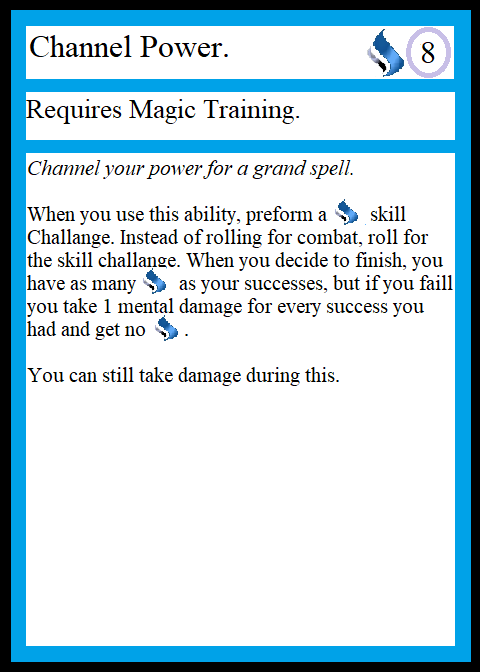 Channel Power.
8
Requires Magic Training.
Channel your power for a grand spell.
When you use this ability, preform a skill
Challange. Instead of rolling for combat, roll for
the skill challange. When you decide to finish, you
have as many as your successes, but if you faill
you take 1 mental damage for every success you
had and get no .
You can still take damage during this.